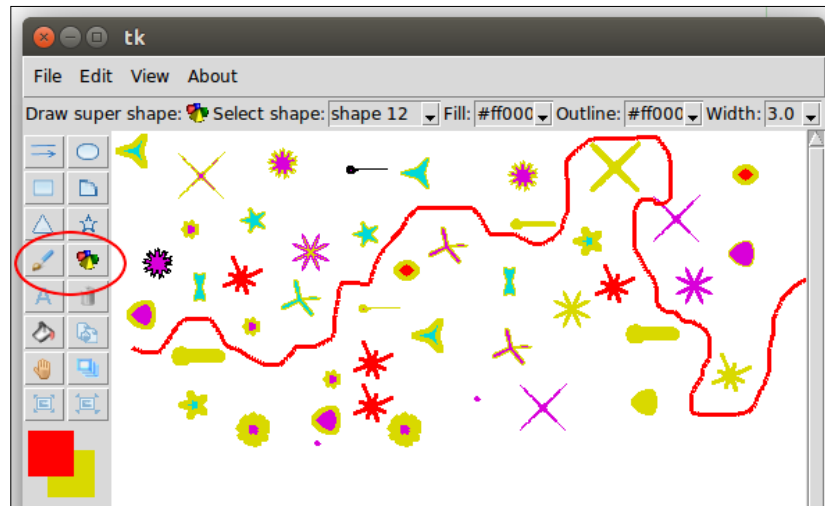 tk
File Edit View About
Draw super shape: Select shape: shape 12 Fill: #ff000 Outline: #ff000 Width: 3.0
A